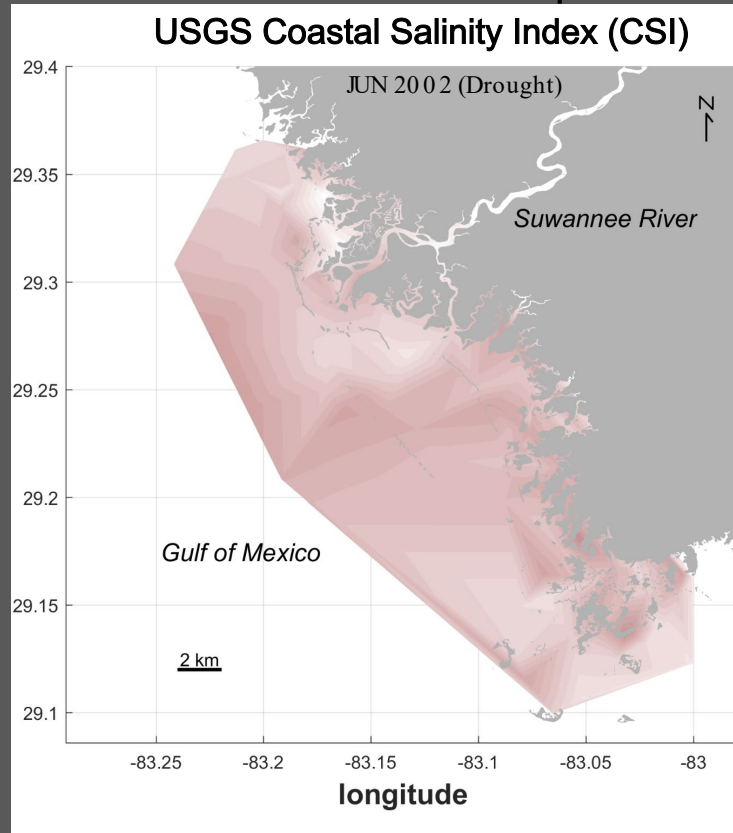 USGS Coastal Salinity Index (CSI)
JUN 2002 (Drought)
N
Suwannee River
Gulf of Mexico
2 km
29.4
29.35
29.3
29.25
29.2
29.15
29.1
-83.25 -83.2 -83.15 -83.1 -83.05 -83
longitude